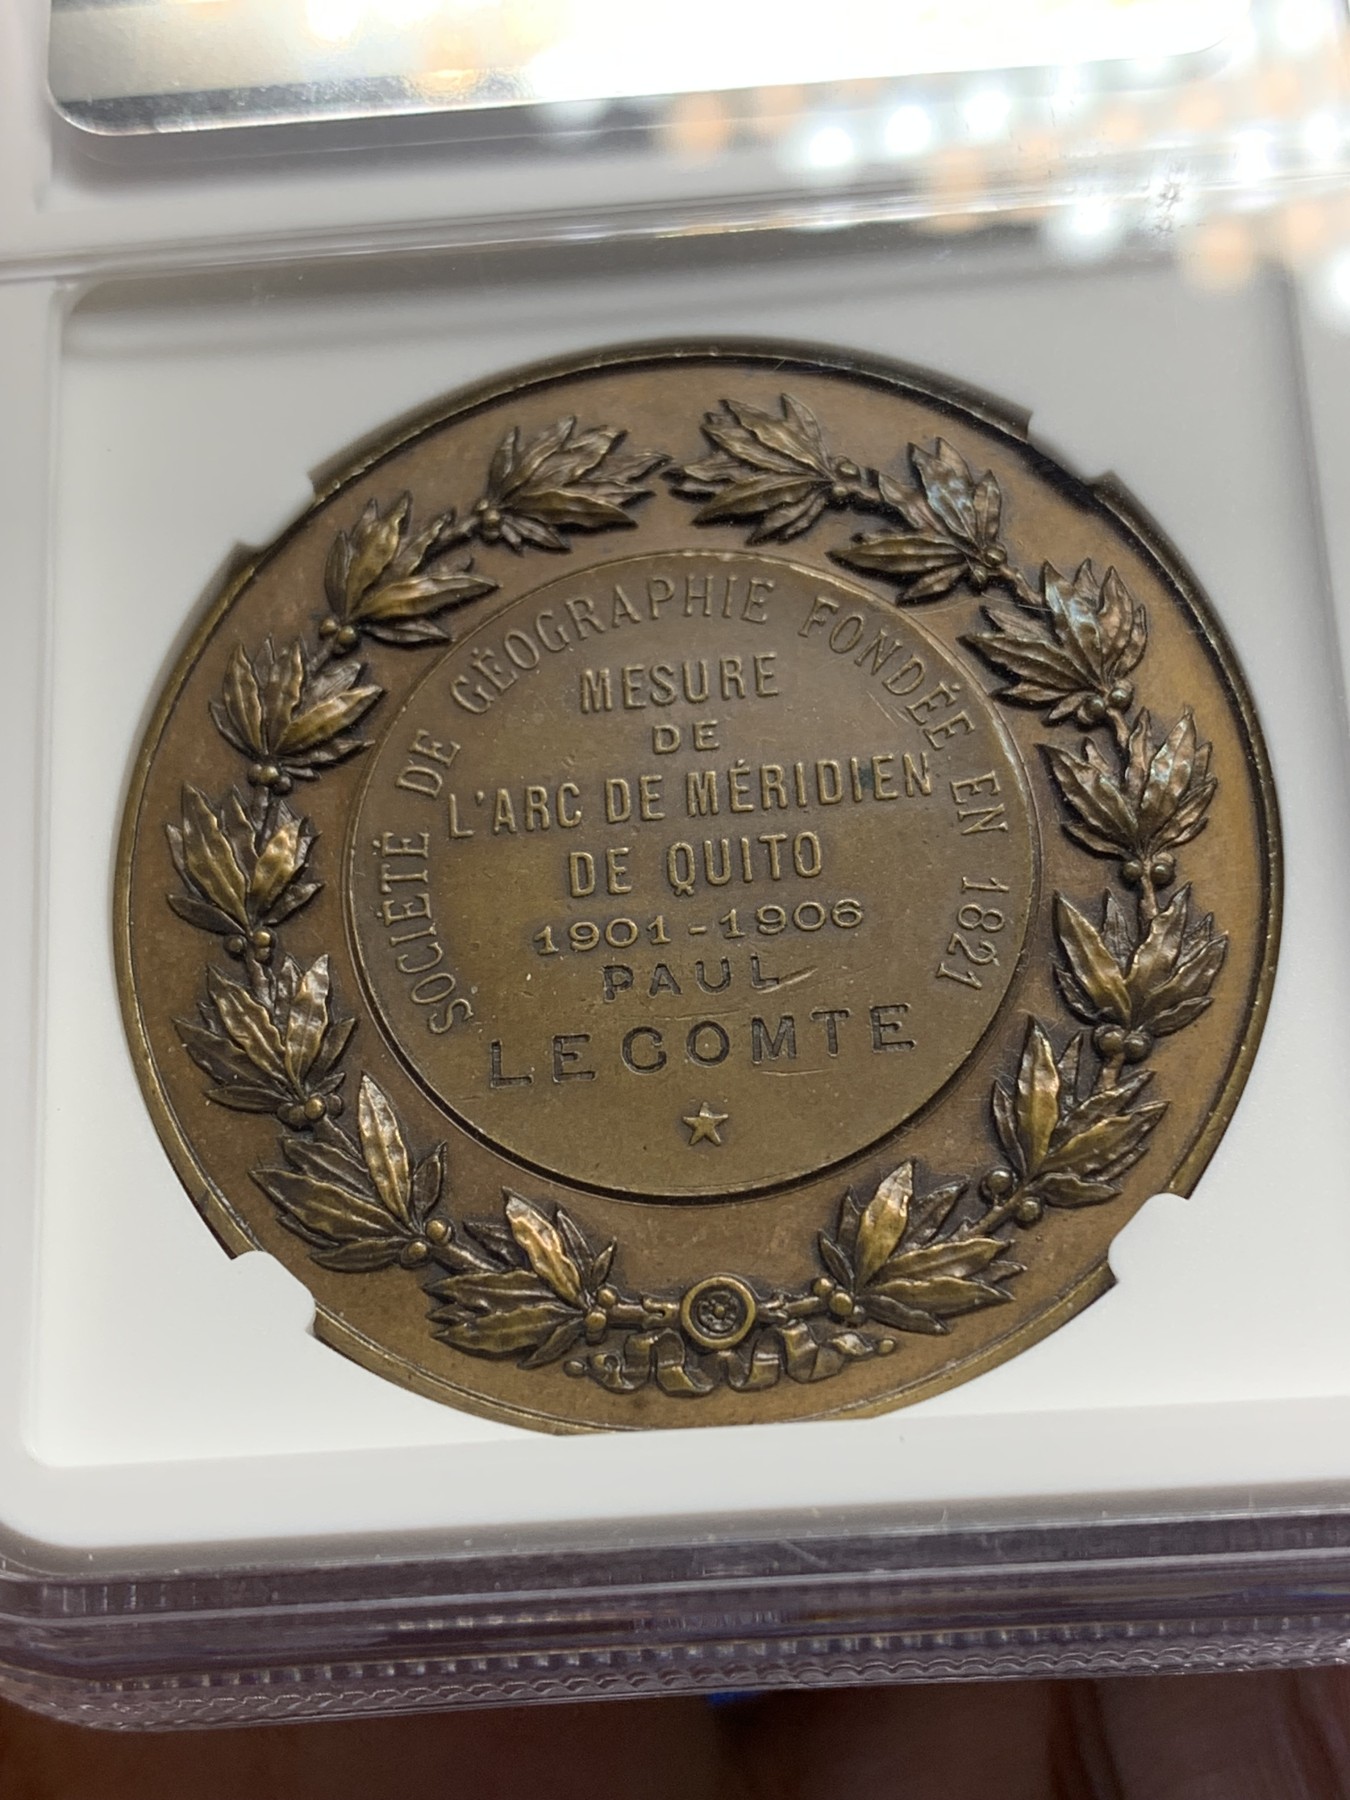 SOCIÉTÉ DE GÉOGRAPHIE FONDÉE EN 1821
MESURE
DE
L'ARC DE MÉRIDIEN
DE QUITO
1901-1906
PAUL
LECOMTE